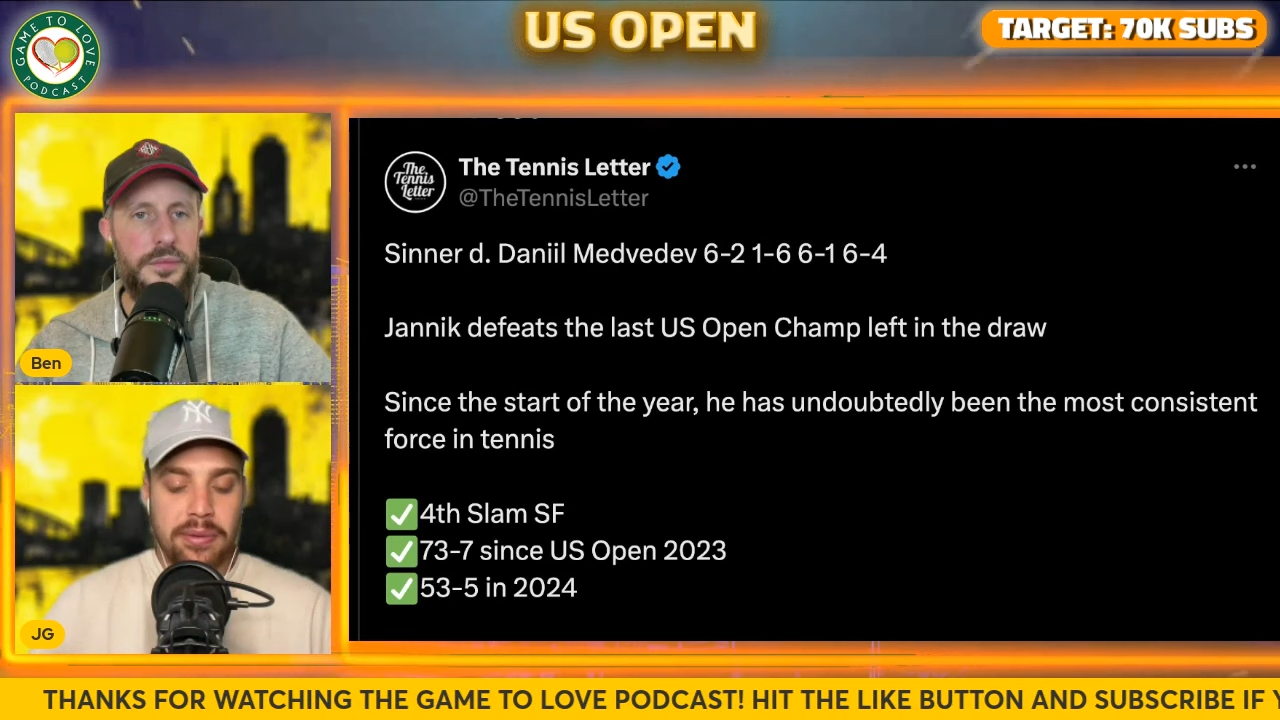 GAME TO LOVE
PODCAST
US OPEN
TARGET: 70K SUBS
The
Tennis
Letter
The Tennis Letter
@TheTennisLetter
Sinner d. Daniil Medvedev 6-2 1-6 6-1 6-4
Jannik defeats the last US Open Champ left in the draw
Since the start of the year, he has undoubtedly been the most consistent
force in tennis
✅4th Slam SF
✅73-7 since US Open 2023
✅53-5 in 2024
Ben
NY
JG
THANKS FOR WATCHING THE GAME TO LOVE PODCAST! HIT THE LIKE BUTTON AND SUBSCRIBE IF